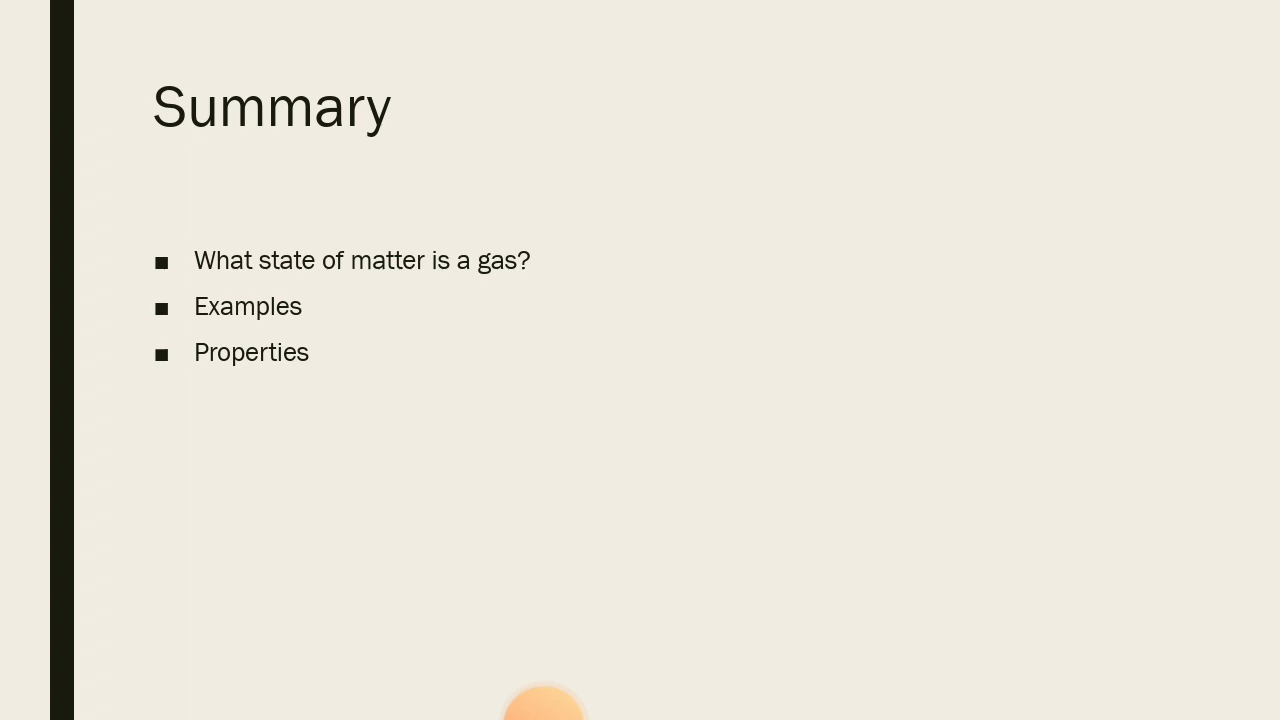 Summary
■ What state of matter is a gas?
■ Examples
■ Properties